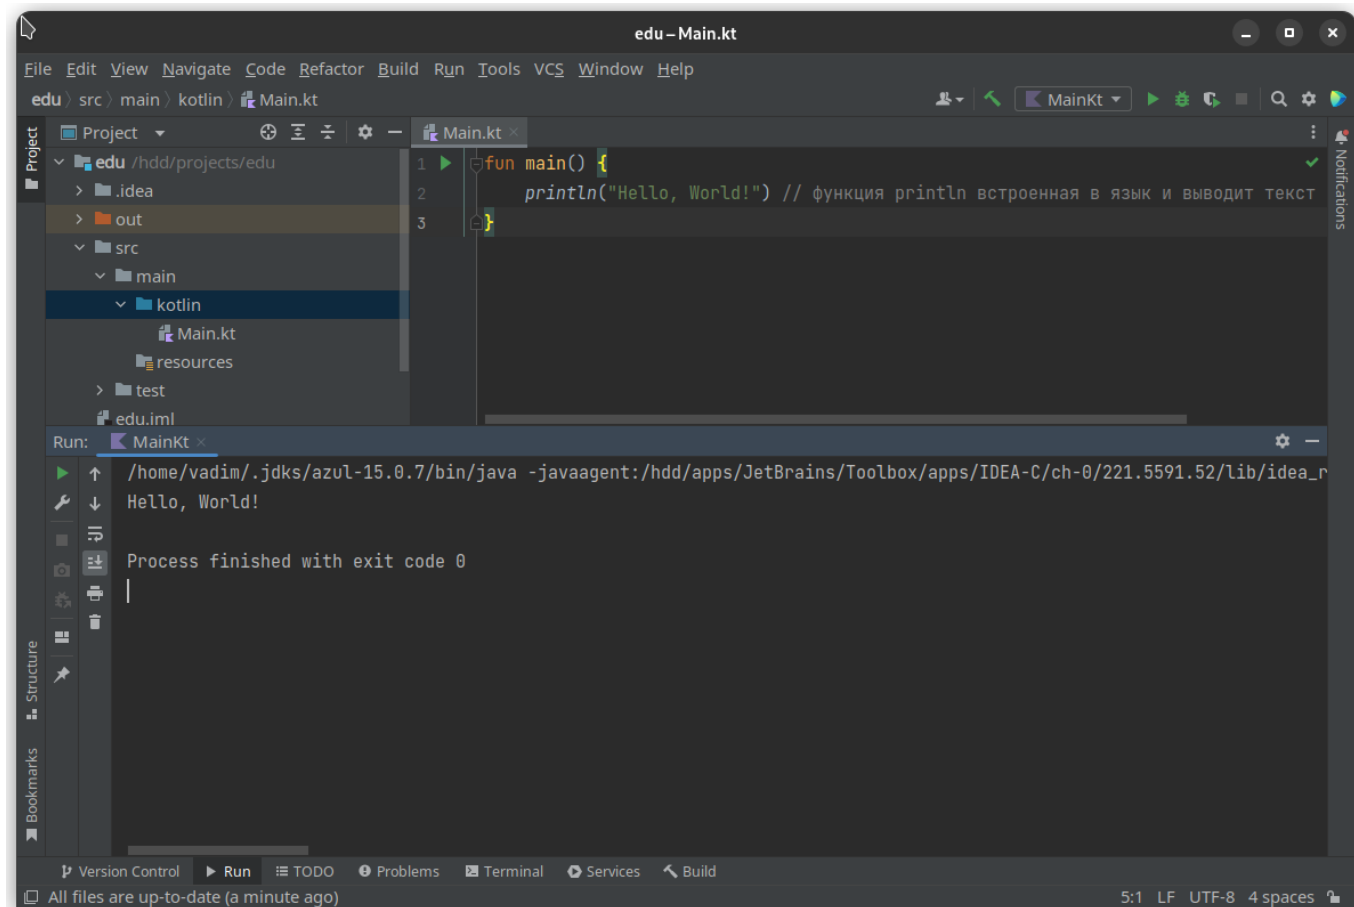 edu – Main.kt
File Edit View Navigate Code Refactor Build Run Tools VCS Window Help
edu src main kotlin Main.kt
MainKt
Project
Project
Main.kt
edu /hdd/projects/edu
.idea
out
src
main
kotlin
Main.kt
resources
test
edu.iml
1 fun main() {
2 println("Hello, World!") // функция println встроенная в язык и выводит текст
3 }
Notifications
Run: MainKt
/home/vadim/.jdks/azul-15.0.7/bin/java -javaagent:/hdd/apps/JetBrains/Toolbox/apps/IDEA-C/ch-0/221.5591.52/lib/idea_r
Hello, World!
Process finished with exit code 0
Structure
Bookmarks
Version Control Run TODO Problems Terminal Services Build
All files are up-to-date (a minute ago)
5:1 LF UTF-8 4 spaces